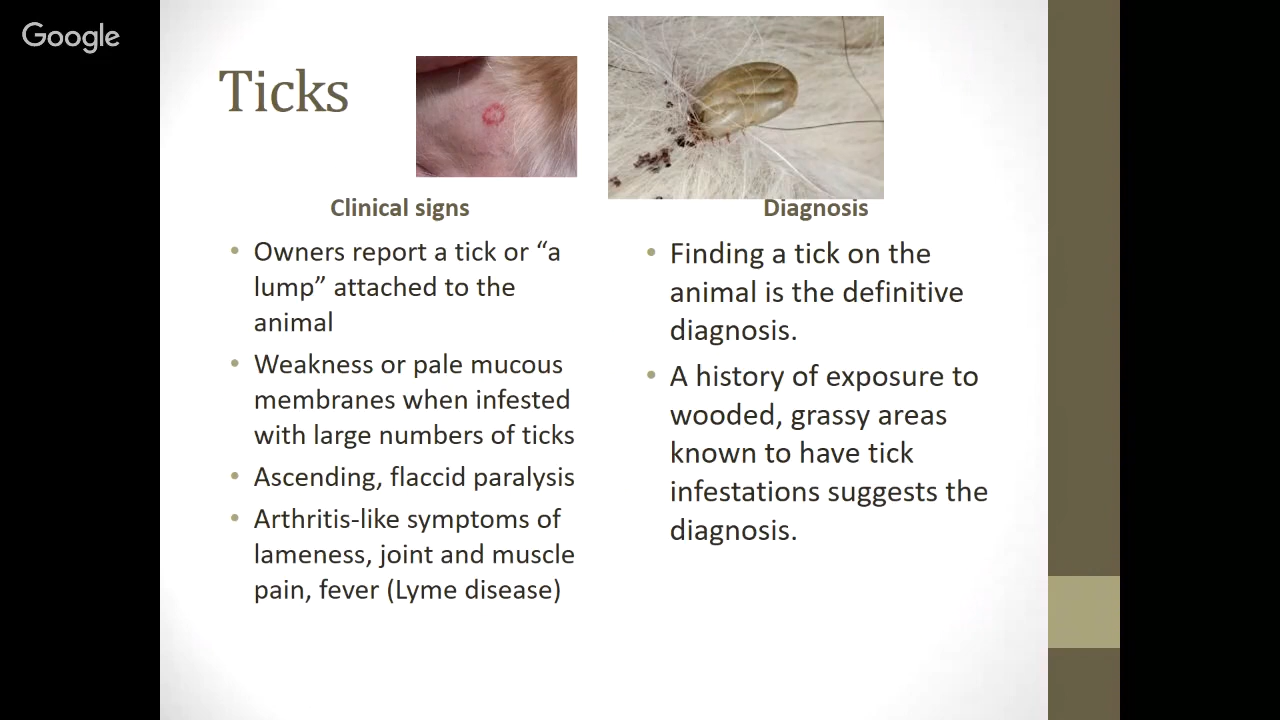 Google
Ticks
Clinical signs
• Owners report a tick or “a
lump” attached to the
animal
• Weakness or pale mucous
membranes when infested
with large numbers of ticks
• Ascending, flaccid paralysis
• Arthritis-like symptoms of
lameness, joint and muscle
pain, fever (Lyme disease)
Diagnosis
• Finding a tick on the
animal is the definitive
diagnosis.
• A history of exposure to
wooded, grassy areas
known to have tick
infestations suggests the
diagnosis.